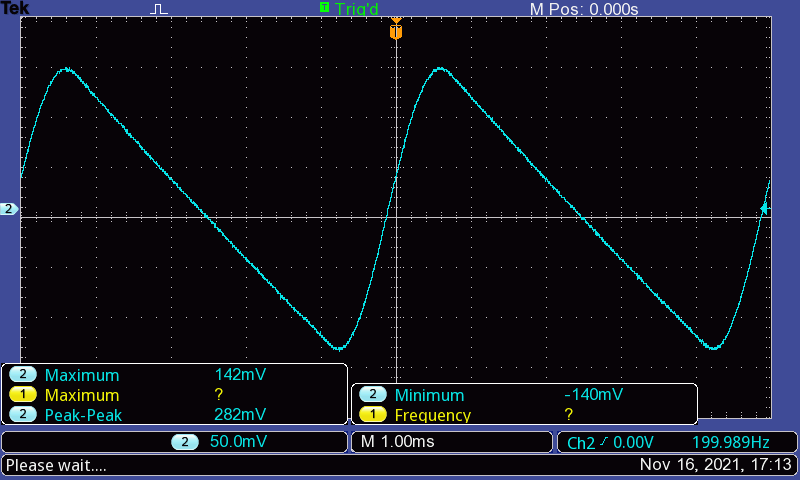 Tek Trig'd M Pos: 0.000s
T
2
2 Maximum 142mV
1 Maximum ?
2 Peak-Peak 282mV
2 Minimum -140mV
1 Frequency ?
2 50.0mV M 1.00ms Ch2 0.00V 199.989Hz
Please wait.... Nov 16, 2021, 17:13